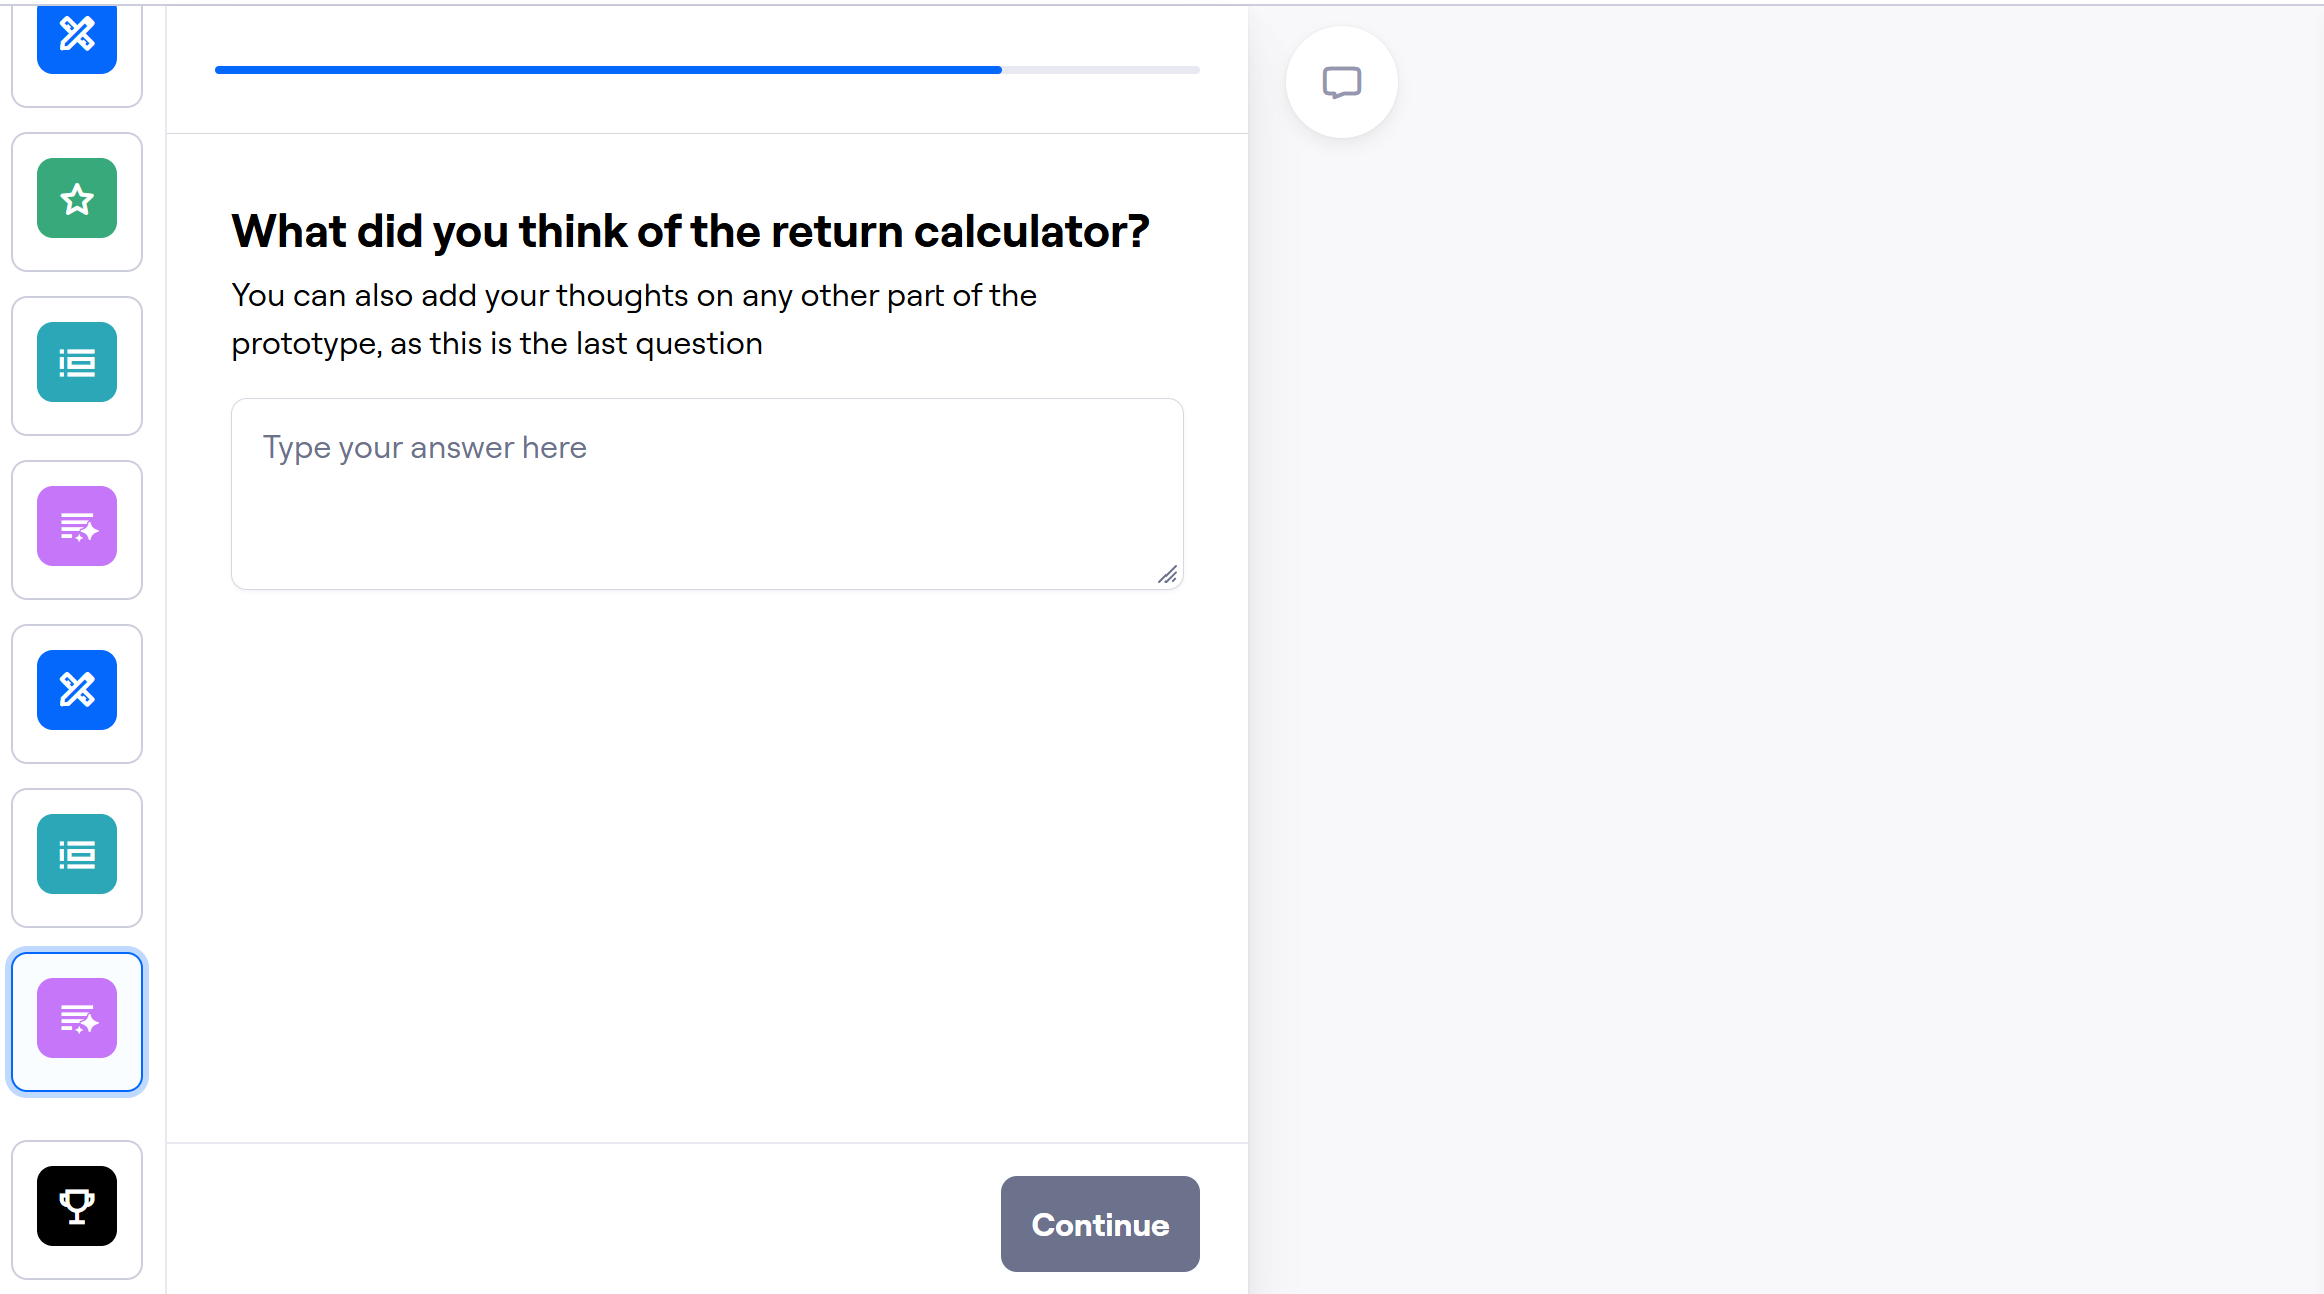 What did you think of the return calculator?
You can also add your thoughts on any other part of the
prototype, as this is the last question
Type your answer here
Continue